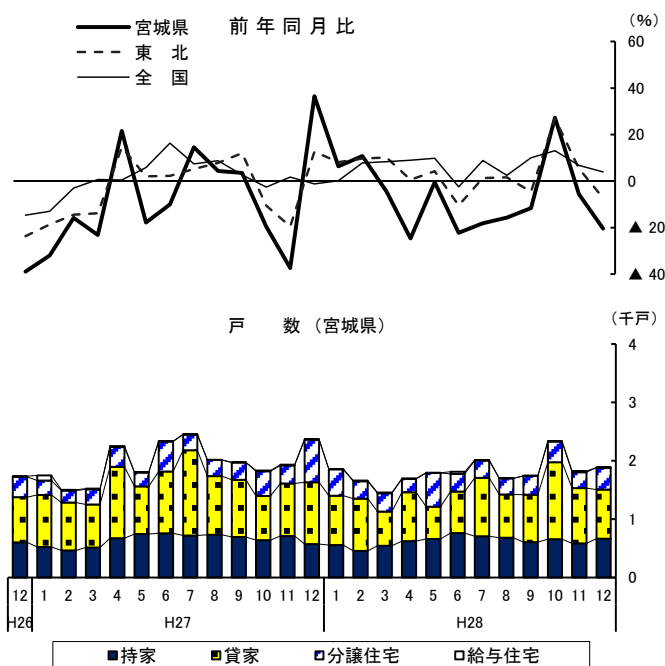 宮城県 前 年 同 月 比 （%）
東 北
全 国
60
40
20
0
▲ 20
▲ 40
戸 数 （宮城県） （千戸）
4
3
2
1
0
12 1 2 3 4 5 6 7 8 9 10 11 12 1 2 3 4 5 6 7 8 9 10 11 12
H26 H27 H28
持家 貸家 分譲住宅 給与住宅